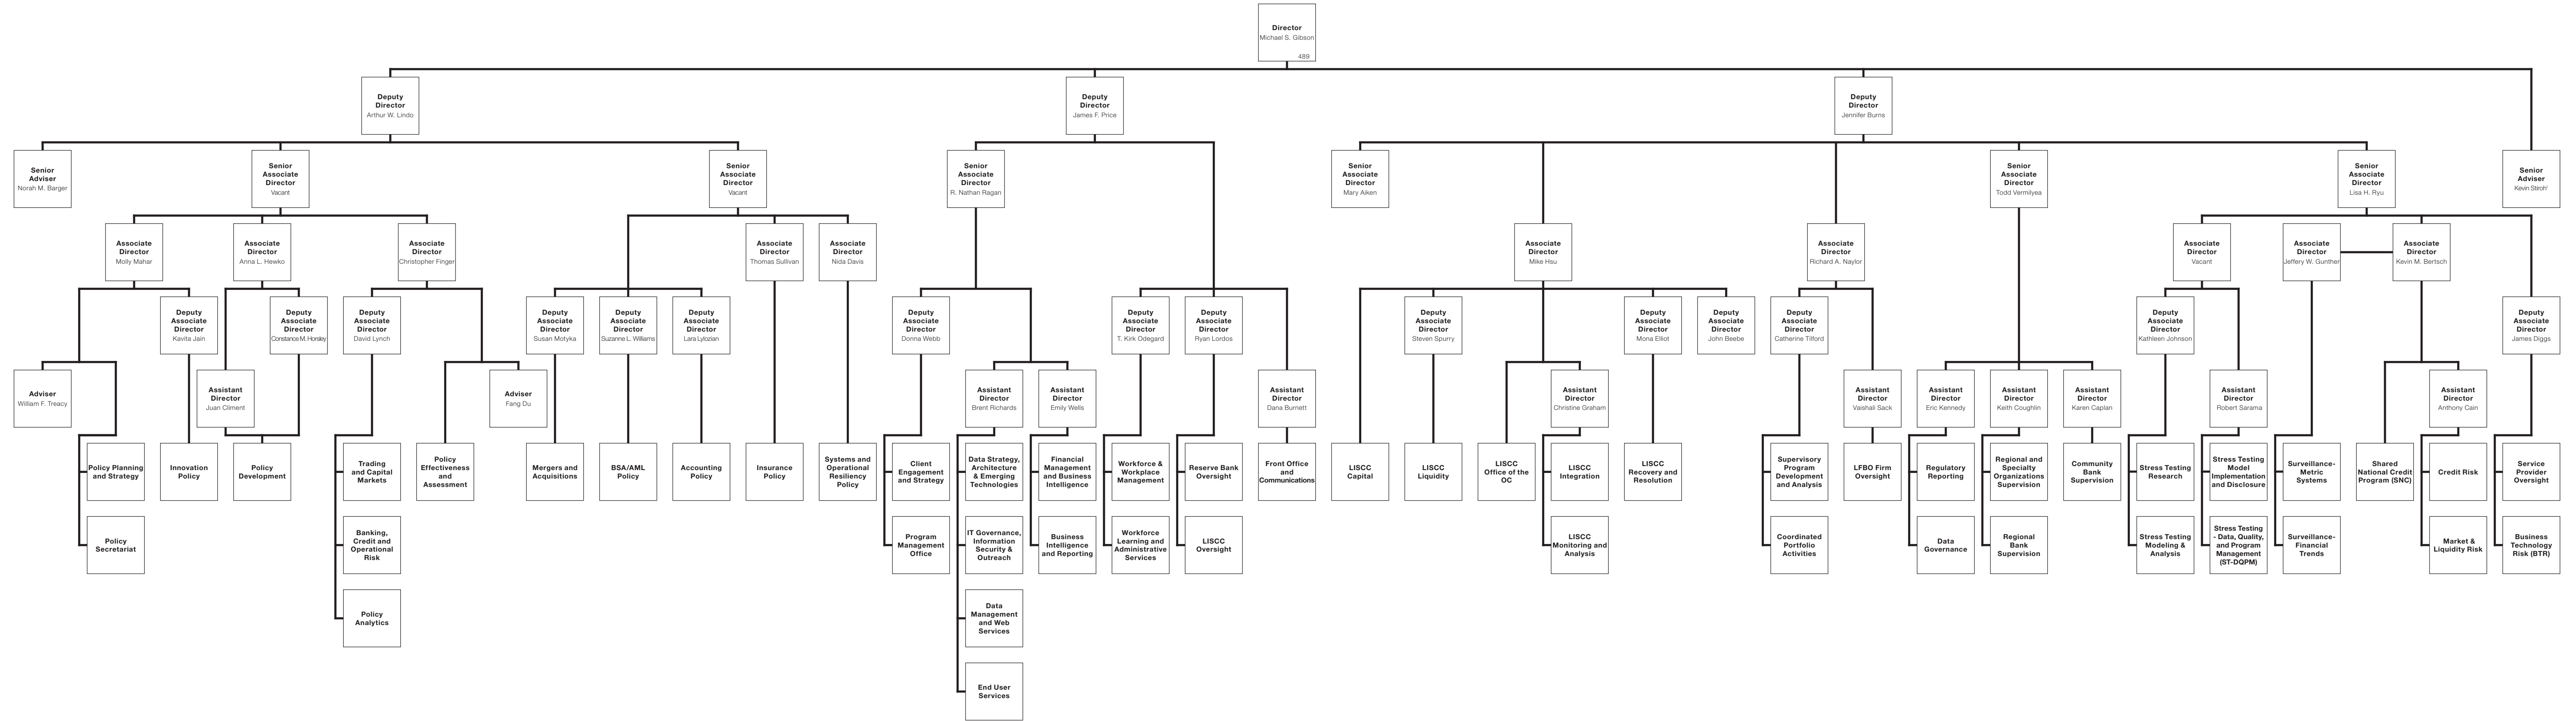 Director
Michael S. Gibson
489
Deputy
Director
Arthur W. Lindo
Deputy
Director
James F. Price
Deputy
Director
Jennifer Burns
Senior
Adviser
Norah M. Barger
Senior
Associate
Director
Vacant
Senior
Associate
Director
Vacant
Senior
Associate
Director
R. Nathan Ragan
Senior
Associate
Director
Mary Aiken
Senior
Associate
Director
Todd Vermilyea
Senior
Associate
Director
Lisa H. Ryu
Senior
Adviser
Kevin Stiroh¹
Associate
Director
Molly Mahar
Associate
Director
Anna L. Hewko
Associate
Director
Christopher Finger
Associate
Director
Thomas Sullivan
Associate
Director
Nida Davis
Associate
Director
Mike Hsu
Associate
Director
Richard A. Naylor
Associate
Director
Vacant
Associate
Director
Jeffery W. Gunther
Associate
Director
Kevin M. Bertsch
Deputy
Associate
Director
Kavita Jain
Deputy
Associate
Director
Constance M. Horsley
Deputy
Associate
Director
David Lynch
Deputy
Associate
Director
Susan Motyka
Deputy
Associate
Director
Suzanne L. Williams
Deputy
Associate
Director
Lara Lylozian
Deputy
Associate
Director
Donna Webb
Deputy
Associate
Director
T. Kirk Odegard
Deputy
Associate
Director
Ryan Lordos
Deputy
Associate
Director
Steven Spurry
Deputy
Associate
Director
Mona Elliot
Deputy
Associate
Director
John Beebe
Deputy
Associate
Director
Catherine Tilford
Deputy
Associate
Director
Kathleen Johnson
Deputy
Associate
Director
James Diggs
Adviser
William F. Treacy
Assistant
Director
Juan Climent
Adviser
Fang Du
Assistant
Director
Brent Richards
Assistant
Director
Emily Wells
Assistant
Director
Dana Burnett
Assistant
Director
Christine Graham
Assistant
Director
Vaishali Sack
Assistant
Director
Eric Kennedy
Assistant
Director
Keith Coughlin
Assistant
Director
Karen Caplan
Assistant
Director
Robert Sarama
Assistant
Director
Anthony Cain
Policy Planning
and Strategy
Innovation
Policy
Policy
Development
Trading
and Capital
Markets
Policy
Effectiveness
and
Assessment
Mergers and
Acquisitions
BSA/AML
Policy
Accounting
Policy
Insurance
Policy
Systems and
Operational
Resiliency
Policy
Client
Engagement
and Strategy
Data Strategy,
Architecture
& Emerging
Technologies
Financial
Management
and Business
Intelligence
Workforce &
Workplace
Management
Reserve Bank
Oversight
Front Office
and
Communications
LISCC
Capital
LISCC
Liquidity
LISCC
Office of the
OC
LISCC
Integration
LISCC
Recovery and
Resolution
Supervisory
Program
Development
and Analysis
LFBO Firm
Oversight
Regulatory
Reporting
Regional and
Specialty
Organizations
Supervision
Community
Bank
Supervision
Stress Testing
Research
Stress Testing
Model
Implementation
and Disclosure
Surveillance-
Metric
Systems
Shared
National Credit
Program (SNC)
Credit Risk
Service
Provider
Oversight
Policy
Secretariat
Banking,
Credit and
Operational
Risk
Program
Management
Office
IT Governance,
Information
Security &
Outreach
Business
Intelligence
and Reporting
Workforce
Learning and
Administrative
Services
LISCC
Oversight
LISCC
Monitoring and
Analysis
Coordinated
Portfolio
Activities
Data
Governance
Regional
Bank
Supervision
Stress Testing
Modeling &
Analysis
Stress Testing
- Data, Quality,
and Program
Management
(ST-DQPM)
Surveillance-
Financial
Trends
Market &
Liquidity Risk
Business
Technology
Risk (BTR)
Policy
Analytics
Data
Management
and Web
Services
End User
Services